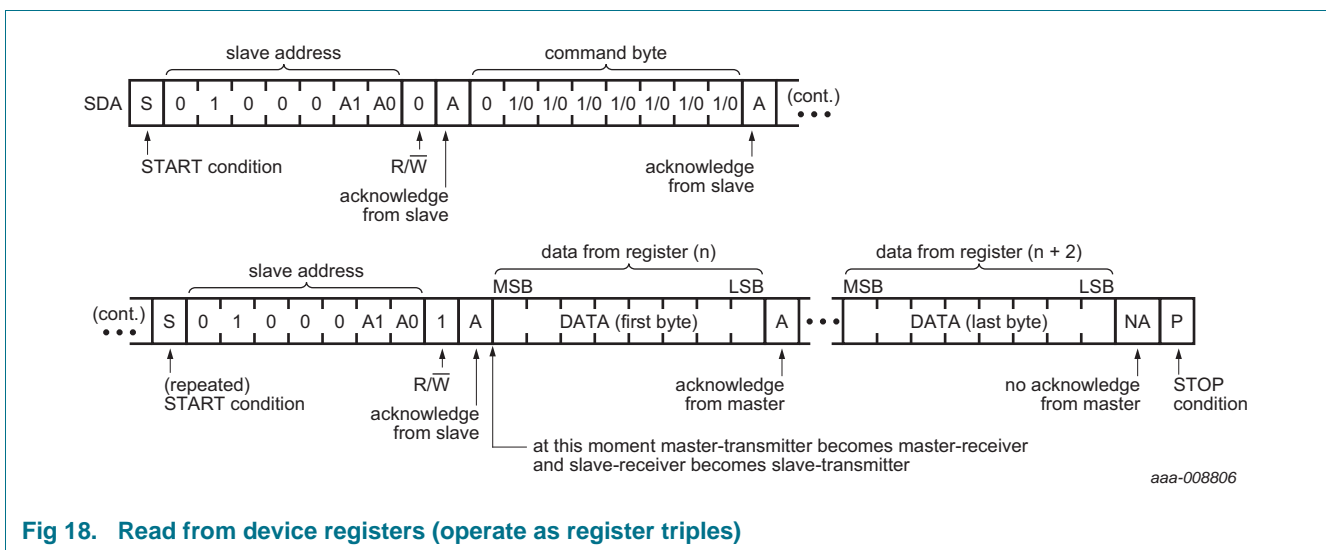 slave address
command byte
SDA S 0 1 0 0 0 A1 A0 0 A 0 1/0 1/0 1/0 1/0 1/0 1/0 1/0 A (cont.)
START condition
R/W̅
acknowledge
from slave
acknowledge
from slave
data from register (n)
data from register (n + 2)
slave address
MSB LSB MSB LSB
(cont.) S 0 1 0 0 0 A1 A0 1 A DATA (first byte) A DATA (last byte) NA P
(repeated)
START condition
R/W̅
acknowledge
from slave
acknowledge
from master
no acknowledge
from master
STOP
condition
at this moment master-transmitter becomes master-receiver
and slave-receiver becomes slave-transmitter
aaa-008806
Fig 18. Read from device registers (operate as register triples)